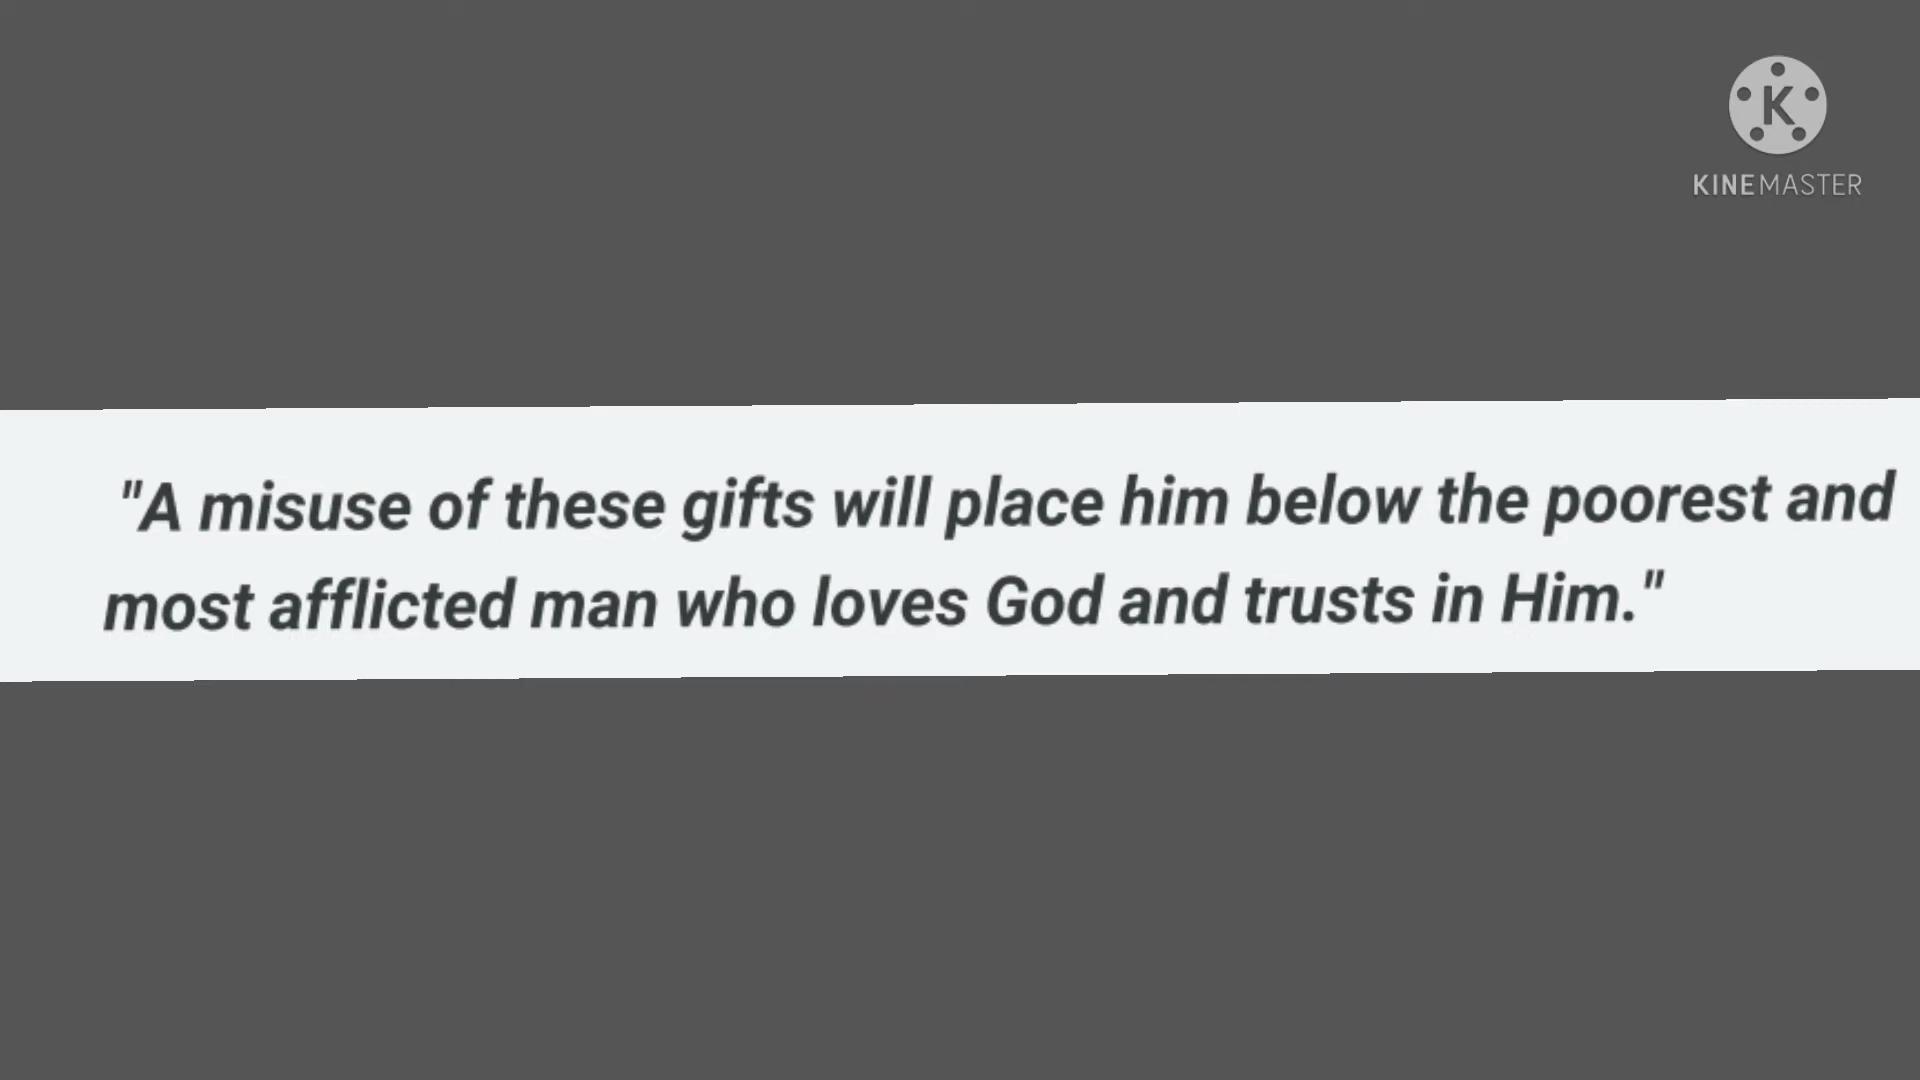 KINEMASTER
"A misuse of these gifts will place him below the poorest and
most afflicted man who loves God and trusts in Him."